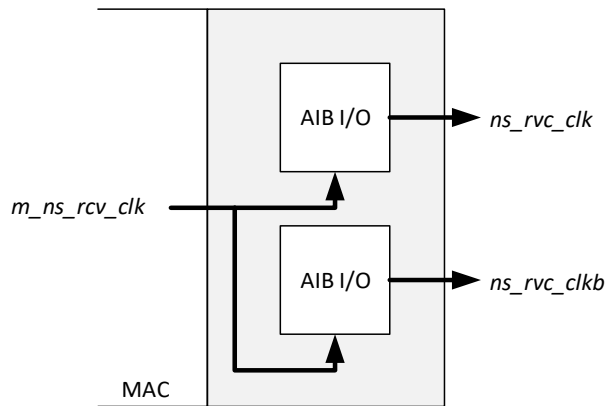 AIB I/O
ns_rvc_clk
m_ns_rcv_clk
AIB I/O
ns_rvc_clkb
MAC